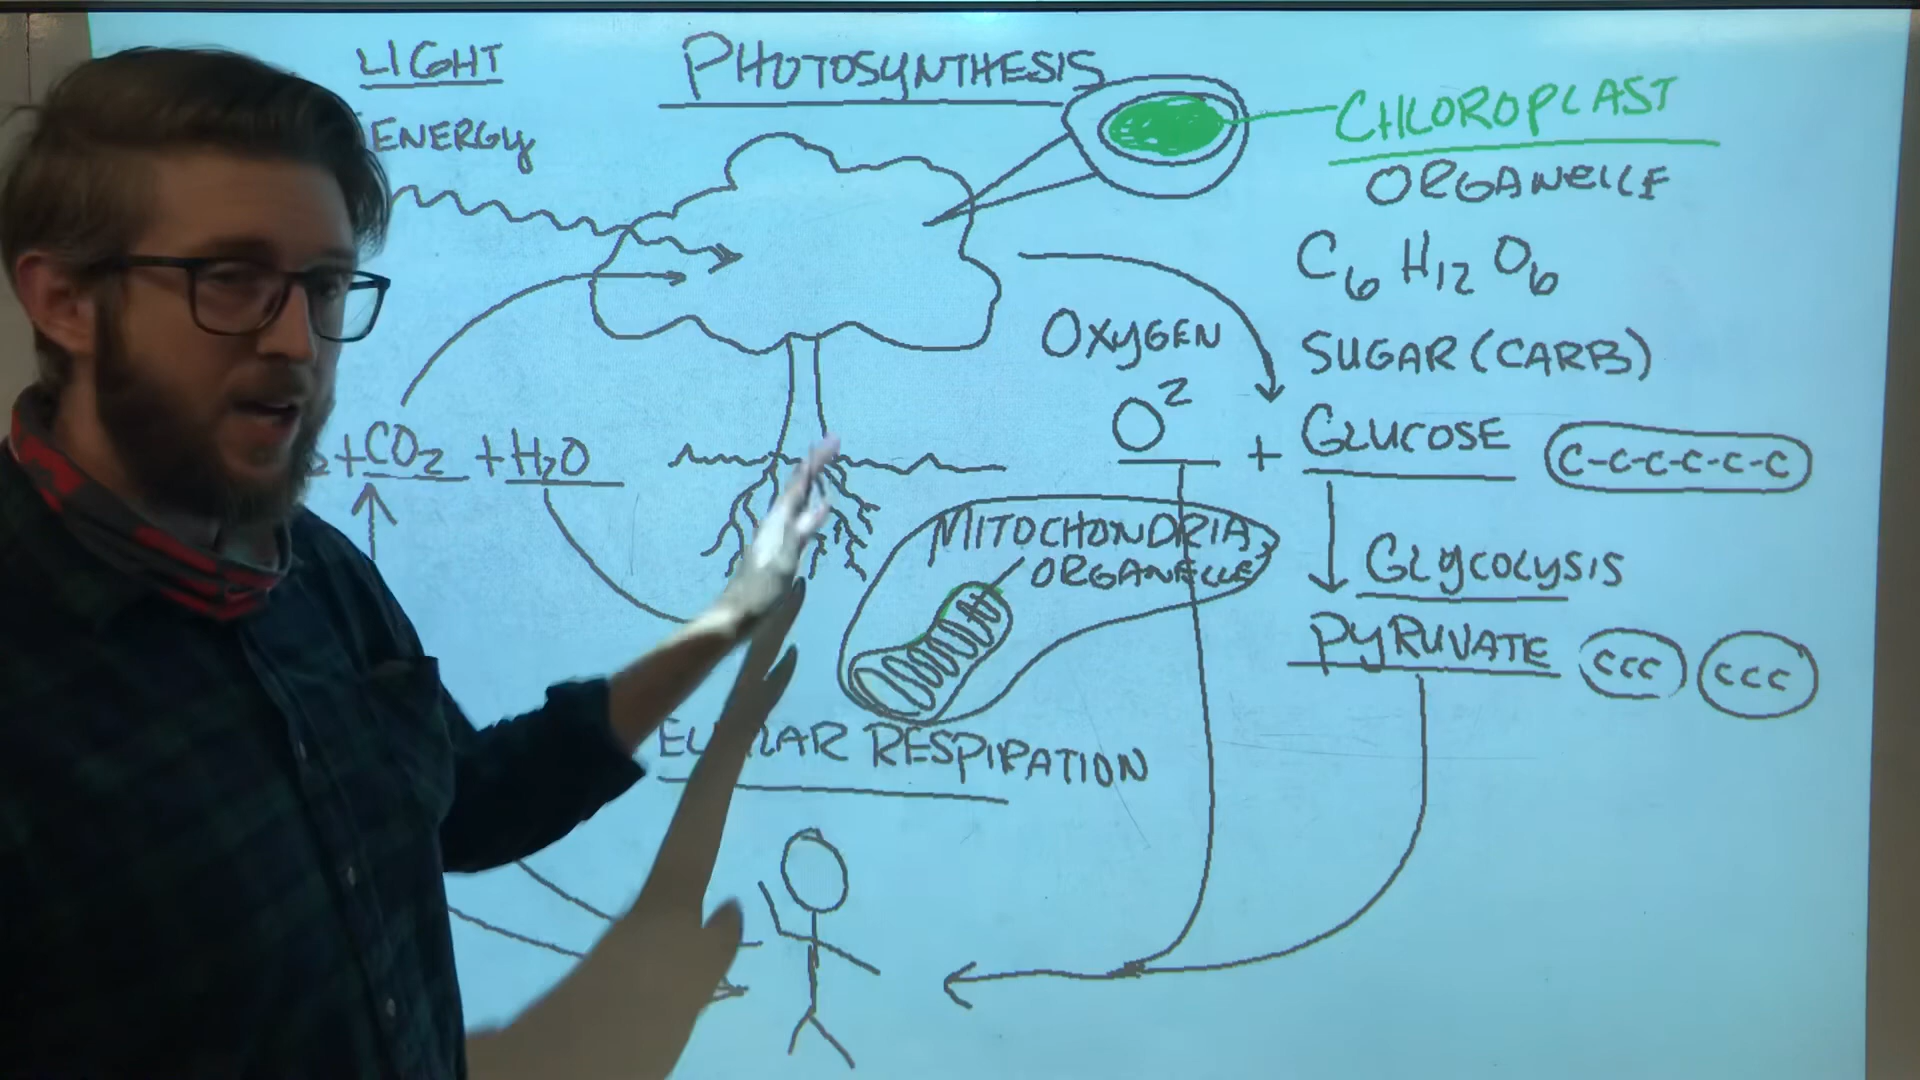 LIGHT
ENERGY
PHOTOSYNTHESIS
CHLOROPLAST
ORGANELLE
C6 H12 O6
SUGAR (CARB)
OXYGEN
O2
+ GLUCOSE
C-C-C-C-C-C
+CO2 + H2O
MITOCHONDRIA
ORGANELLE
GLYCOLYSIS
PYRUVATE
CCC
CCC
RESPIRATION